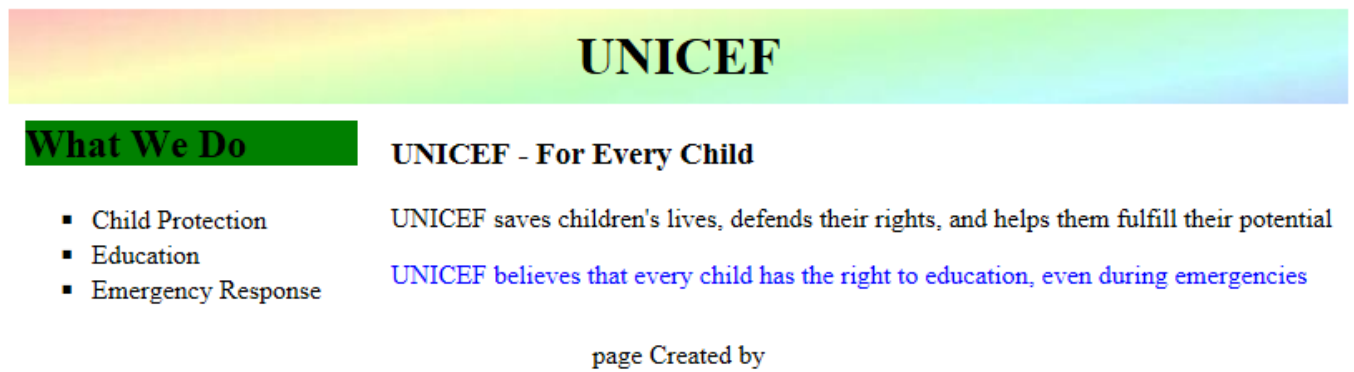 UNICEF
What We Do
Child Protection
Education
Emergency Response
UNICEF - For Every Child
UNICEF saves children's lives, defends their rights, and helps them fulfill their potential
UNICEF believes that every child has the right to education, even during emergencies
page Created by